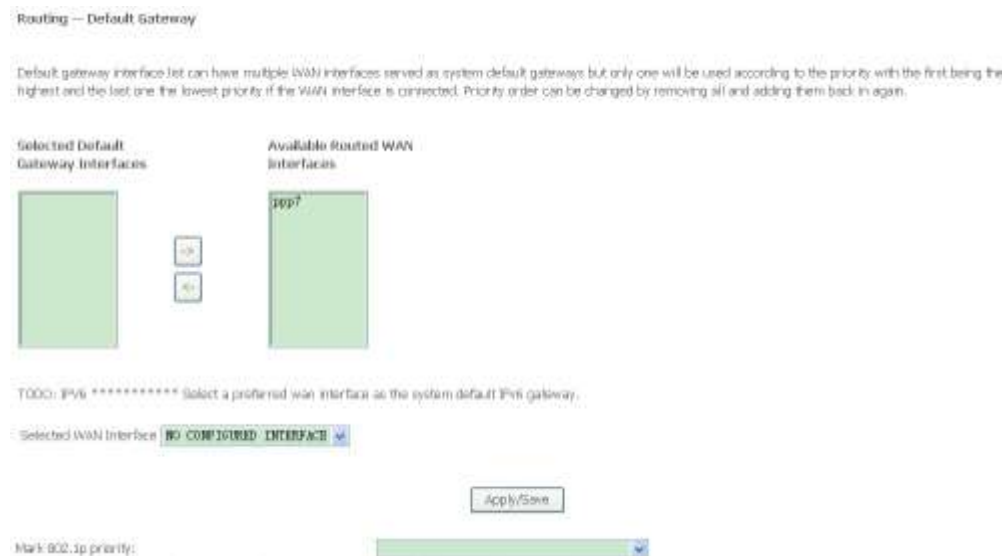 Routing -- Default Gateway
Default gateway interface list can have multiple WAN interfaces served as system default gateways but only one will be used according to the priority with the first being the
highest and the last one the lowest priority if the WAN interface is connected. Priority order can be changed by removing all and adding them back in again.
Selected Default
Gateway Interfaces
Available Routed WAN
Interfaces
ppp7
->
<-
TODO: IPV6 *********** Select a preferred wan interface as the system default IPv6 gateway.
Selected WAN Interface NO CONFIGURED INTERFACE
Apply/Save
Mark 802.1p priority: